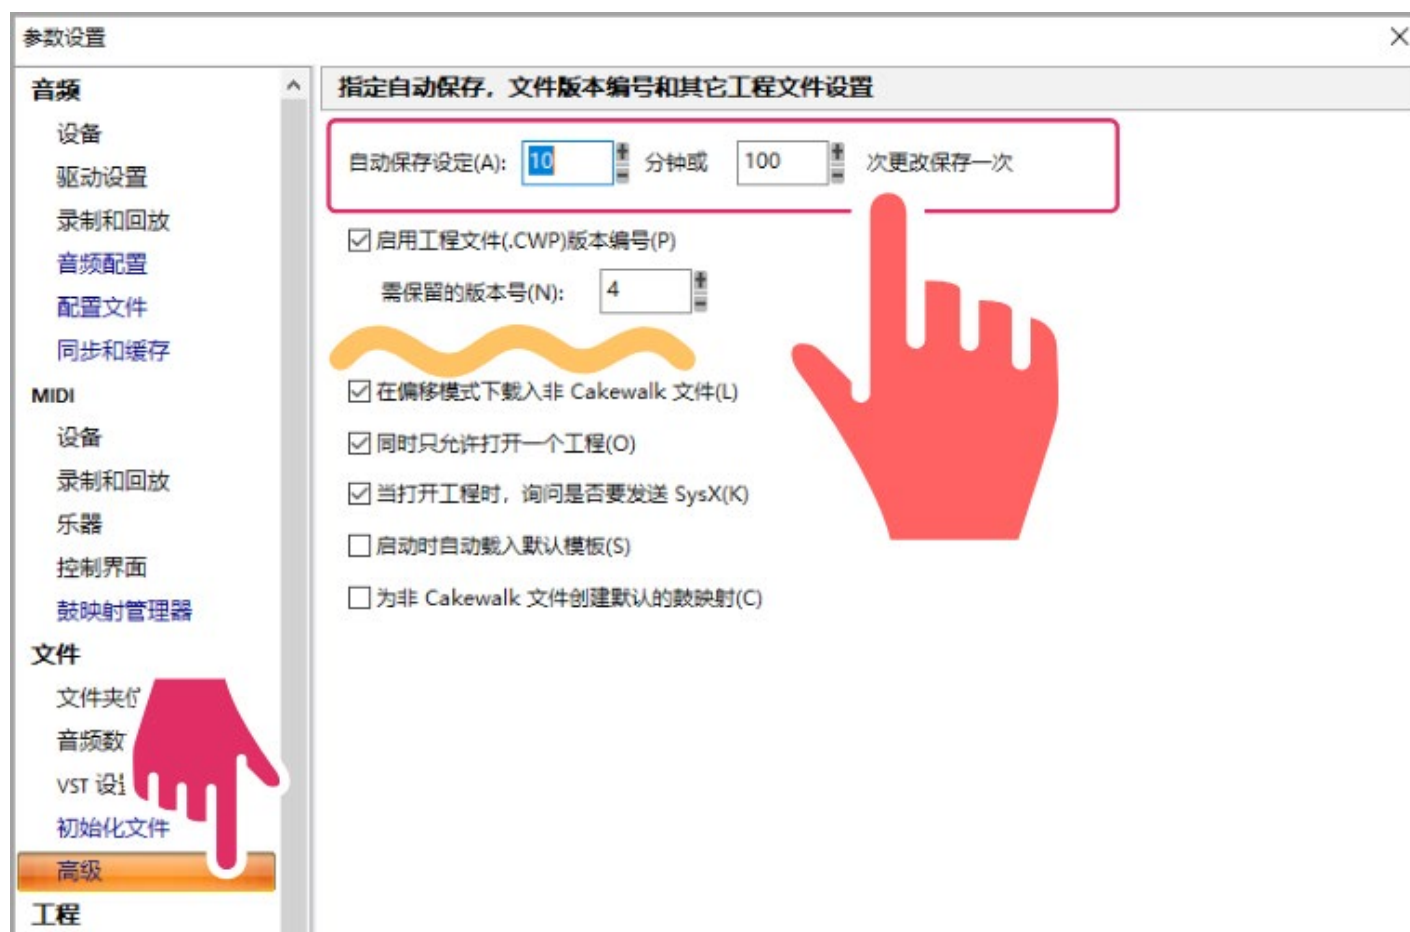 参数设置
音频
设备
驱动设置
录制和回放
音频配置
配置文件
同步和缓存
MIDI
设备
录制和回放
乐器
控制界面
鼓映射管理器
文件
文件夹
音频数
VST 设
初始化文件
高级
工程
指定自动保存，文件版本编号和其它工程文件设置
自动保存设定(A): 10 分钟或 100 次更改保存一次
启用工程文件(.CWP)版本编号(P)
需保留的版本号(N): 4
在偏移模式下载入非 Cakewalk 文件(L)
同时只允许打开一个工程(O)
当打开工程时，询问是否要发送 SysX(K)
启动时自动载入默认模板(S)
为非 Cakewalk 文件创建默认的鼓映射(C)